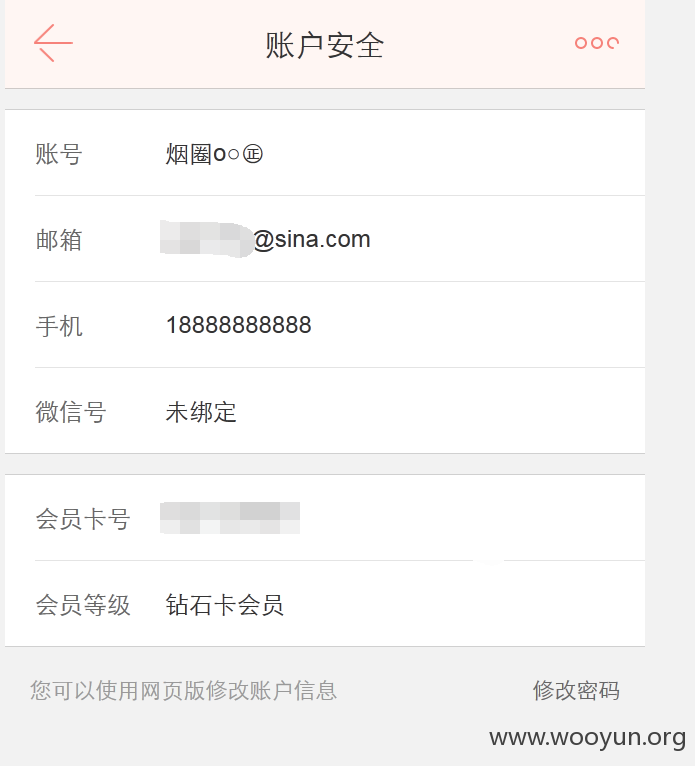 账户安全
账号 烟圈o○㊣
邮箱 @sina.com
手机 18888888888
微信号 未绑定
会员卡号
会员等级 钻石卡会员
您可以使用网页版修改账户信息 修改密码
www.wooyun.org